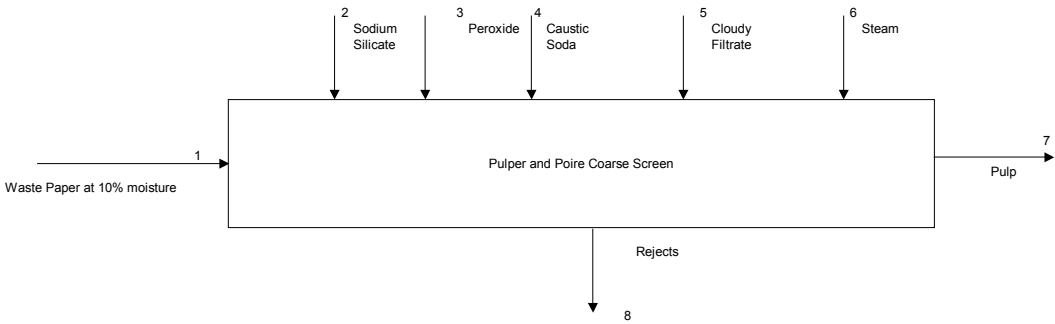 2
Sodium
Silicate
3
Peroxide
4
Caustic
Soda
5
Cloudy
Filtrate
6
Steam
1
Waste Paper at 10% moisture
Pulper and Poire Coarse Screen
7
Pulp
Rejects
8